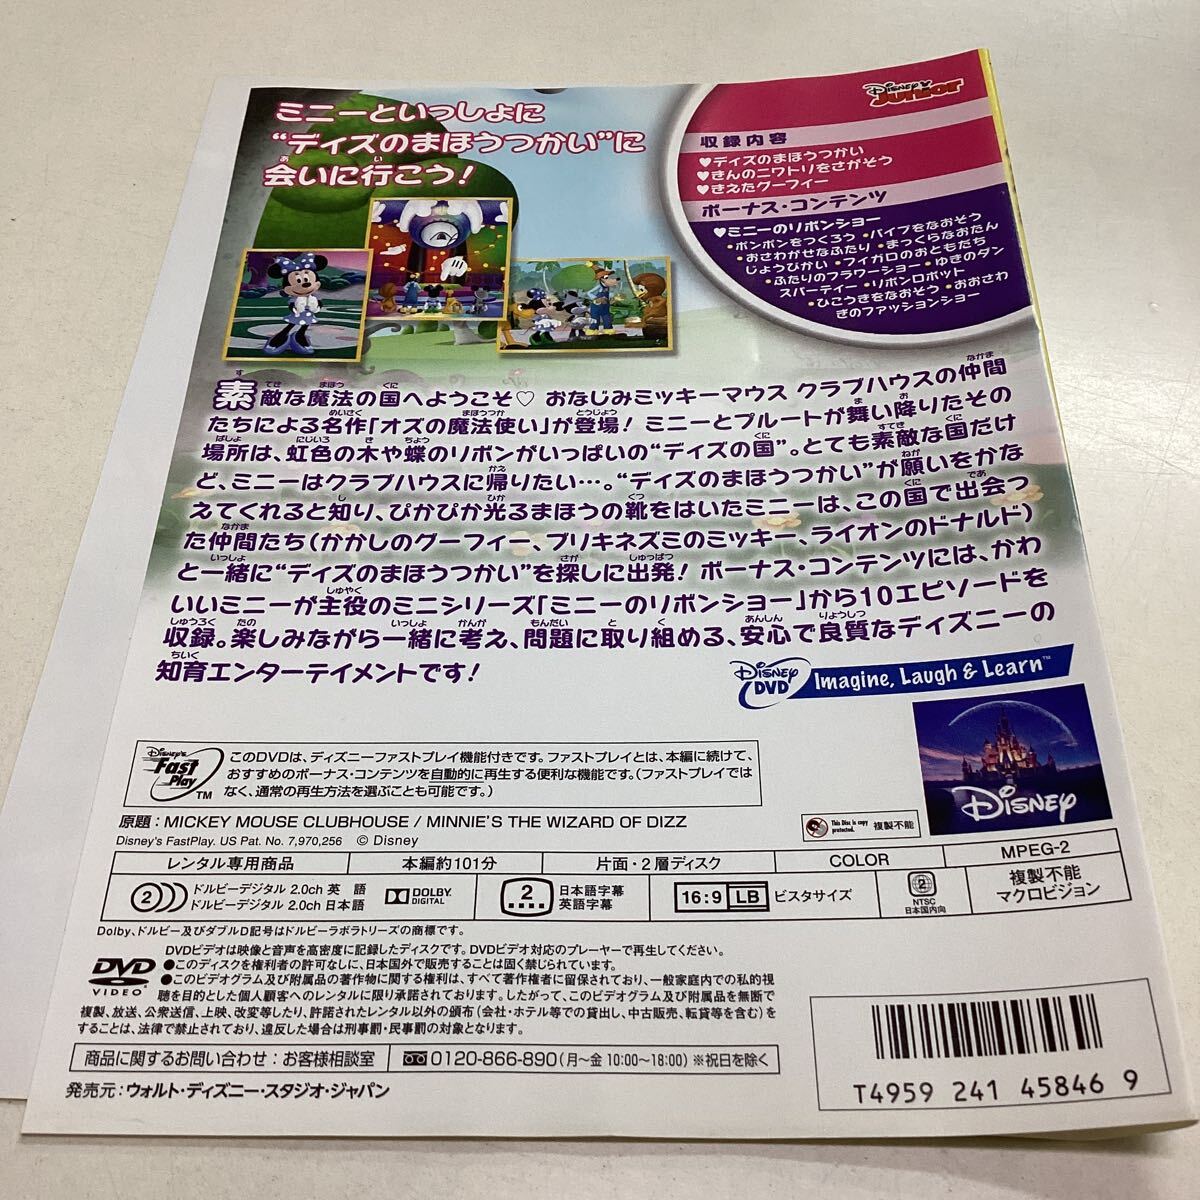 ミニーといっしょに
“ディズのまほうつかい”に
会いに行こう!
Disney Junior
収録内容
♥ディズのまほうつかい
♥きんのニワトリをさがそう
♥きえたグーフィー
ボーナス・コンテンツ
♥ミニーのリボンショー
・ポンポンをつくろう ・パイプをなおそう
・おさわがせなふたり ・まっくらなおたん
じょうびかい ・フィガロのおともだち
・ふたりのフラワーショー ・ゆきのダン
スパーティー ・リボンロボット
・ひこうきをなおそう ・おおさわ
ぎのファッションショー
素敵な魔法の国へようこそ♡ おなじみミッキーマウス クラブハウスの仲間
たちによる名作「オズの魔法使い」が登場! ミニーとプルートが舞い降りたその
場所は、虹色の木や蝶のリボンがいっぱいの“ディズの国”。とても素敵な国だけ
ど、ミニーはクラブハウスに帰りたい…。“ディズのまほうつかい”が願いをかな
えてくれると知り、ぴかぴか光るまほうの靴をはいたミニーは、この国で出会っ
た仲間たち(かかしのグーフィー、ブリキネズミのミッキー、ライオンのドナルド)
と一緒に“ディズのまほうつかい”を探しに出発! ボーナス・コンテンツには、かわ
いいミニーが主役のミニシリーズ「ミニーのリボンショー」から10エピソードを
収録。楽しみながら一緒に考え、問題に取り組める、安心で良質なディズニーの
知育エンターテイメントです!
Disney DVD Imagine, Laugh & Learn™
Disney's Fast Play™
このDVDは、ディズニーファストプレイ機能付きです。ファストプレイとは、本編に続けて、
おすすめのボーナス・コンテンツを自動的に再生する便利な機能です。(ファストプレイでは
なく、通常の再生方法を選ぶことも可能です。)
Disney
原題:MICKEY MOUSE CLUBHOUSE / MINNIE'S THE WIZARD OF DIZZ
Disney's FastPlay. US Pat. No. 7,970,256 © Disney
This Disc is copy protected. 複製不能
レンタル専用商品 本編約101分 片面・2層ディスク COLOR MPEG-2
2 ドルビーデジタル 2.0ch 英 語
ドルビーデジタル 2.0ch 日本語
DOLBY DIGITAL
2 日本語字幕
英語字幕
16:9 LB ビスタサイズ
2 NTSC 日本国内向
複製不能
マクロビジョン
Dolby、ドルビー及びダブルD記号はドルビーラボラトリーズの商標です。
DVD VIDEO
DVDビデオは映像と音声を高密度に記録したディスクです。DVDビデオ対応のプレーヤーで再生してください。
●このディスクを権利者の許可なしに、日本国外で販売することは固く禁じられています。
●このビデオグラム及び附属品の著作物に関する権利は、すべて著作権者に留保されており、一般家庭内での私的視
聴を目的とした個人顧客へのレンタルに限り承諾されております。したがって、このビデオグラム及び附属品を無断で
複製、放送、公衆送信、上映、改変等したり、許諾されたレンタル以外の頒布(会社・ホテル等での貸出し、中古販売、転貸等を含む)を
することは、法律で禁止されており、違反した場合は刑事罰・民事罰の対象となります。
商品に関するお問い合わせ:お客様相談室 0120-866-890(月〜金 10:00〜18:00)※祝日を除く
発売元:ウォルト・ディズニー・スタジオ・ジャパン
T4959 241 45846 9